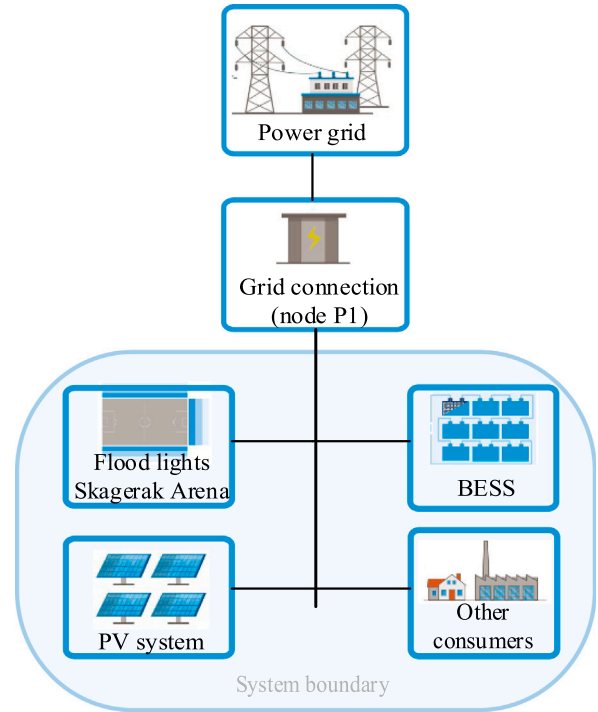 Power grid
Grid connection
(node P1)
Flood lights
Skagerak Arena
BESS
PV system
Other
consumers
System boundary